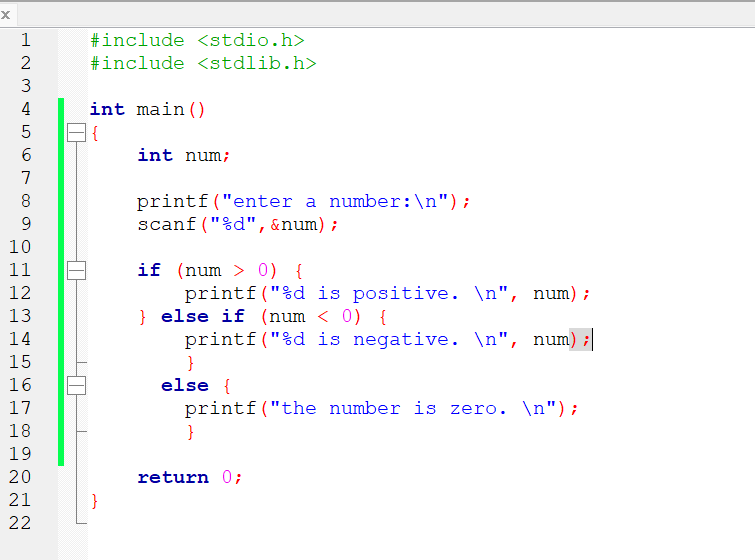 x
1 #include <stdio.h>
2 #include <stdlib.h>
3
4 int main()
5 {
6 int num;
7
8 printf("enter a number:\n");
9 scanf("%d",&num);
10
11 if (num > 0) {
12 printf("%d is positive. \n", num);
13 } else if (num < 0) {
14 printf("%d is negative. \n", num);
15 }
16 else {
17 printf("the number is zero. \n");
18 }
19
20 return 0;
21 }
22